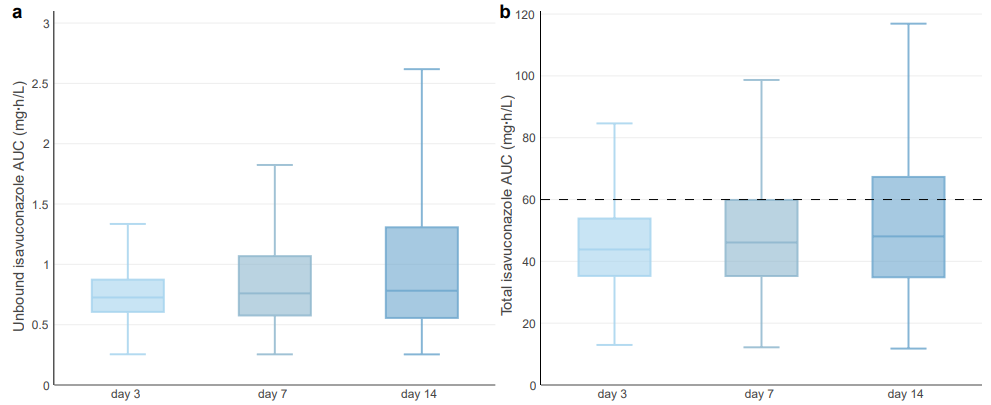 a
Unbound isavuconazole AUC (mg·h/L)
3
2.5
2
1.5
1
0.5
0
day 3
day 7
day 14
b
Total isavuconazole AUC (mg·h/L)
120
100
80
60
40
20
0
day 3
day 7
day 14